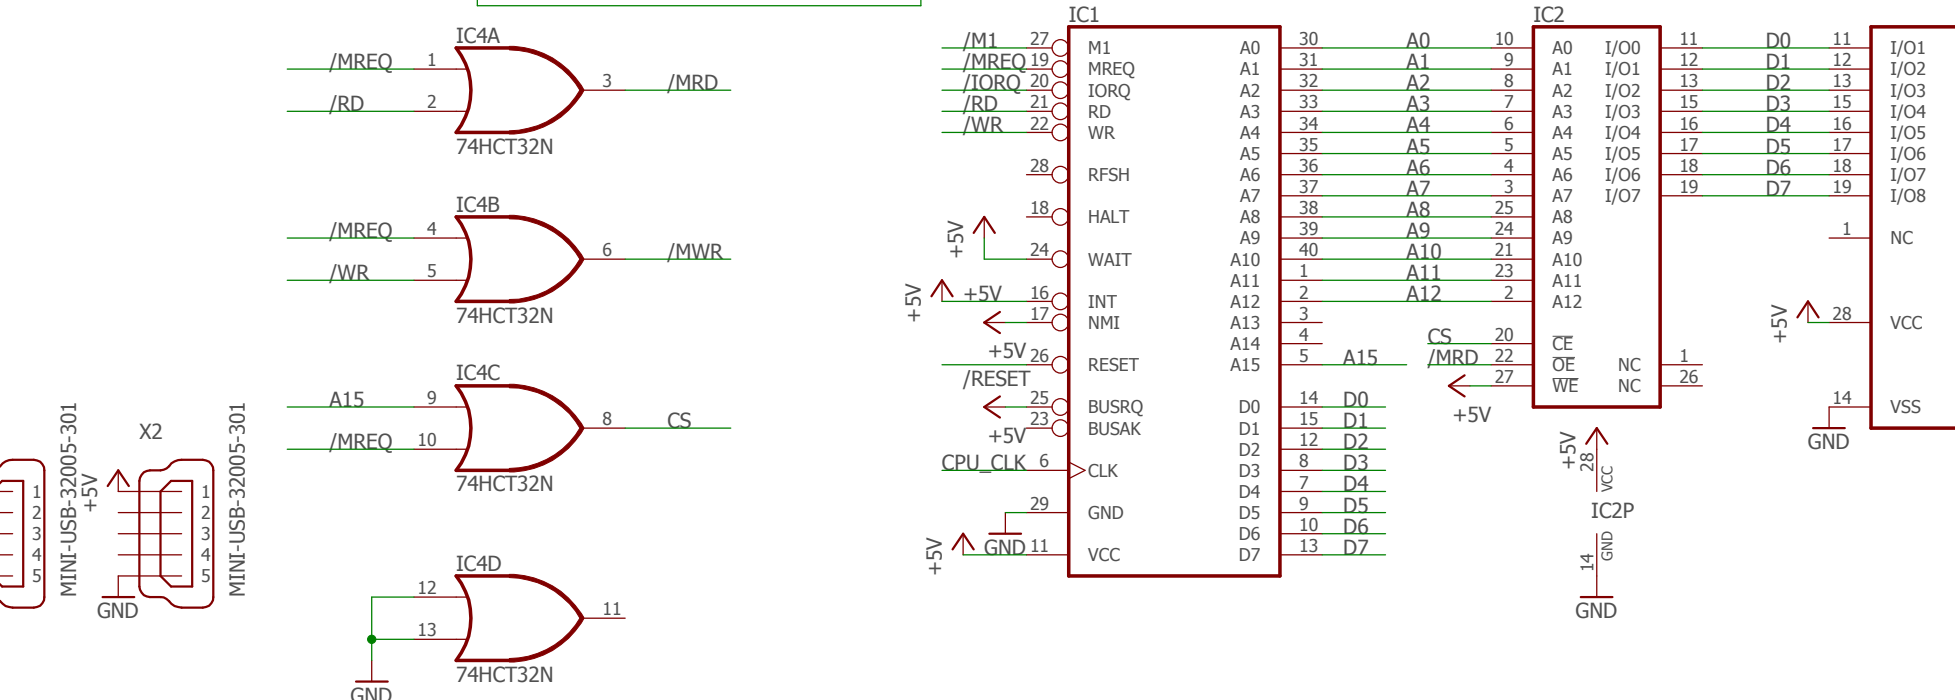 IC4A
/MREQ 1
/RD 2
3 /MRD
74HCT32N
IC4B
/MREQ 4
/WR 5
6 /MWR
74HCT32N
IC4C
A15 9
/MREQ 10
8 CS
74HCT32N
IC4D
12
13
11
74HCT32N
GND
1
2
3
4
5
MINI-USB-32005-301
X2
+5V
1
2
3
4
5
GND
MINI-USB-32005-301
IC1
/M1 27 M1
/MREQ 19 MREQ
/IORQ 20 IORQ
/RD 21 RD
/WR 22 WR
28 RFSH
18 HALT
+5V 24 WAIT
+5V +5V 16 INT
17 NMI
+5V
26 RESET
/RESET
25 BUSRQ
+5V
23 BUSAK
CPU_CLK 6 CLK
29 GND
GND
+5V 11 VCC
A0 30 A0
A1 31 A1
A2 32 A2
A3 33 A3
A4 34 A4
A5 35 A5
A6 36 A6
A7 37 A7
A8 38 A8
A9 39 A9
A10 40 A10
A11 1 A11
A12 2 A12
A13 3
A14 4
A15 5 A15
D0 14 D0
D1 15 D1
D2 12 D2
D3 8 D3
D4 7 D4
D5 9 D5
D6 10 D6
D7 13 D7
IC2
10 A0
9 A1
8 A2
7 A3
6 A4
5 A5
4 A6
3 A7
25 A8
24 A9
21 A10
23 A11
2 A12
CS 20 CE
/MRD 22 OE
27 WE
+5V
I/O0 11 D0
I/O1 12 D1
I/O2 13 D2
I/O3 15 D3
I/O4 16 D4
I/O5 17 D5
I/O6 18 D6
I/O7 19 D7
NC 1
NC 26
+5V
28 VCC
IC2P
14 GND
GND
11 I/O1
12 I/O2
13 I/O3
15 I/O4
16 I/O5
17 I/O6
18 I/O7
19 I/O8
1 NC
+5V 28 VCC
14 VSS
GND